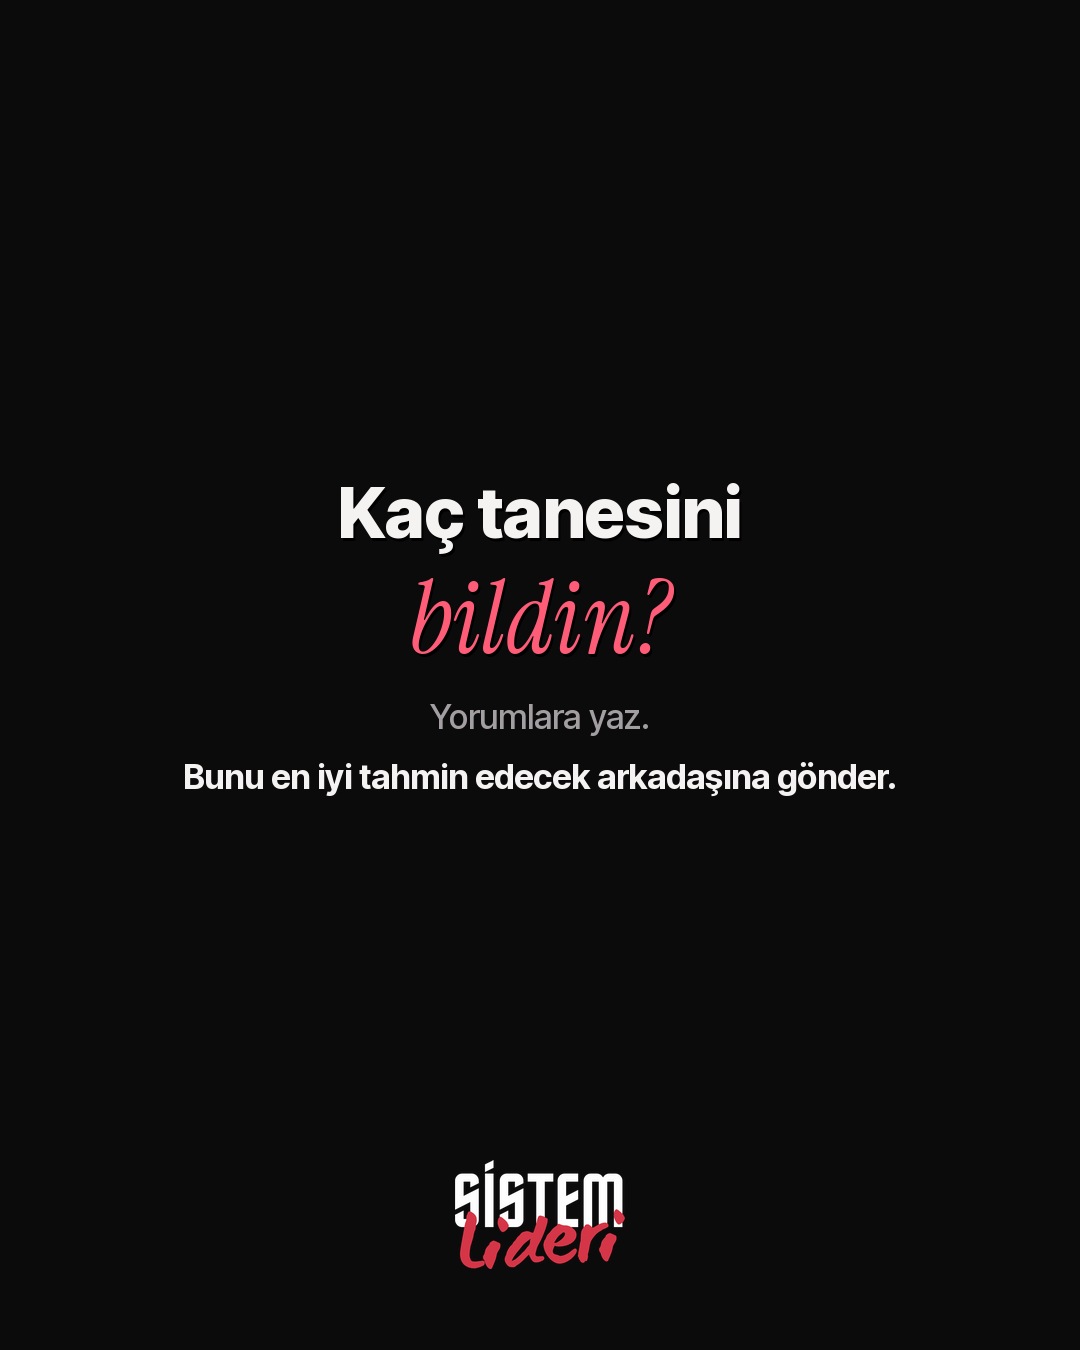 Kaç tanesini
bildin?
Yorumlara yaz.
Bunu en iyi tahmin edecek arkadaşına gönder.
SİSTEM
Lideri